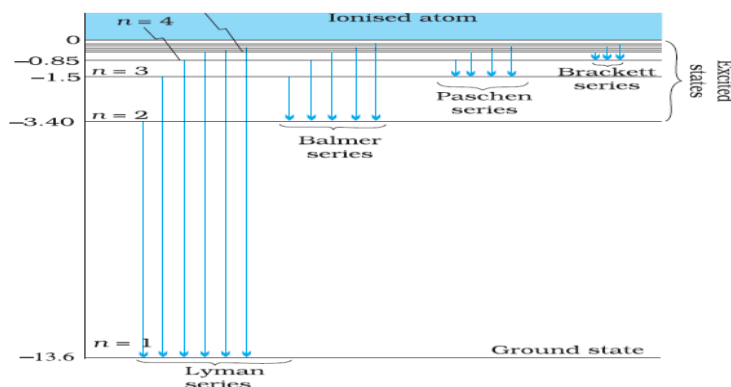 n = 4
Ionised atom
0
−0.85
−1.5
n = 3
−3.40
n = 2
Brackett
series
Paschen
series
Balmer
series
Excited
states
n = 1
−13.6
Ground state
Lyman
series